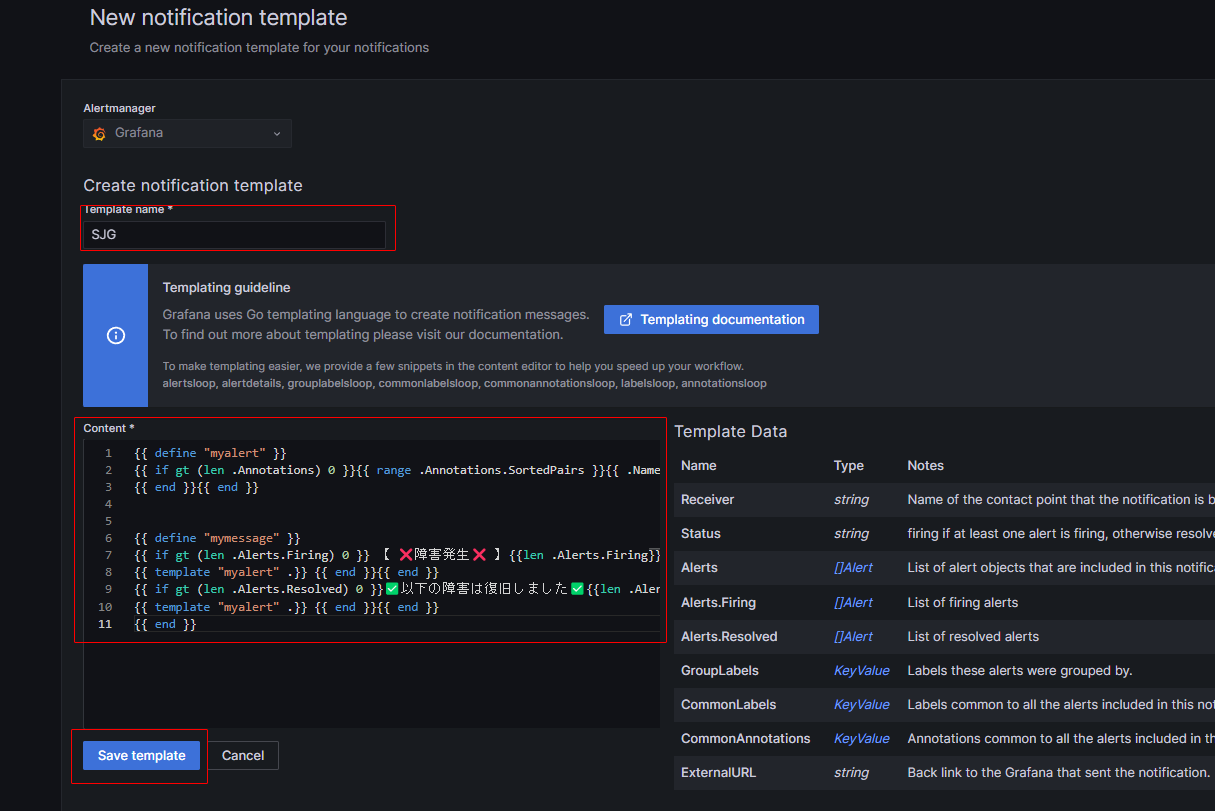 New notification template
Create a new notification template for your notifications
Alertmanager
Grafana
Create notification template
Template name *
SJG
Templating guideline
Grafana uses Go templating language to create notification messages.
To find out more about templating please visit our documentation.
Templating documentation
To make templating easier, we provide a few snippets in the content editor to help you speed up your workflow.
alertsloop, alertdetails, grouplabelsloop, commonlabelsloop, commonannotationsloop, labelsloop, annotationsloop
Content *
1 {{ define "myalert" }}
2 {{ if gt (len .Annotations) 0 }}{{ range .Annotations.SortedPairs }}{{ .Name
3 {{ end }}{{ end }}
4
5
6 {{ define "mymessage" }}
7 {{ if gt (len .Alerts.Firing) 0 }} 【 ❌障害発生❌ 】{{len .Alerts.Firing}}
8 {{ template "myalert" .}} {{ end }}{{ end }}
9 {{ if gt (len .Alerts.Resolved) 0 }}✅以下の障害は復旧しました✅{{len .Aler
10 {{ template "myalert" .}} {{ end }}{{ end }}
11 {{ end }}
Template Data
Name Type Notes
Receiver string Name of the contact point that the notification is b
Status string firing if at least one alert is firing, otherwise resolve
Alerts []Alert List of alert objects that are included in this notifica
Alerts.Firing []Alert List of firing alerts
Alerts.Resolved []Alert List of resolved alerts
GroupLabels KeyValue Labels these alerts were grouped by.
CommonLabels KeyValue Labels common to all the alerts included in this not
CommonAnnotations KeyValue Annotations common to all the alerts included in th
ExternalURL string Back link to the Grafana that sent the notification.
Save template
Cancel